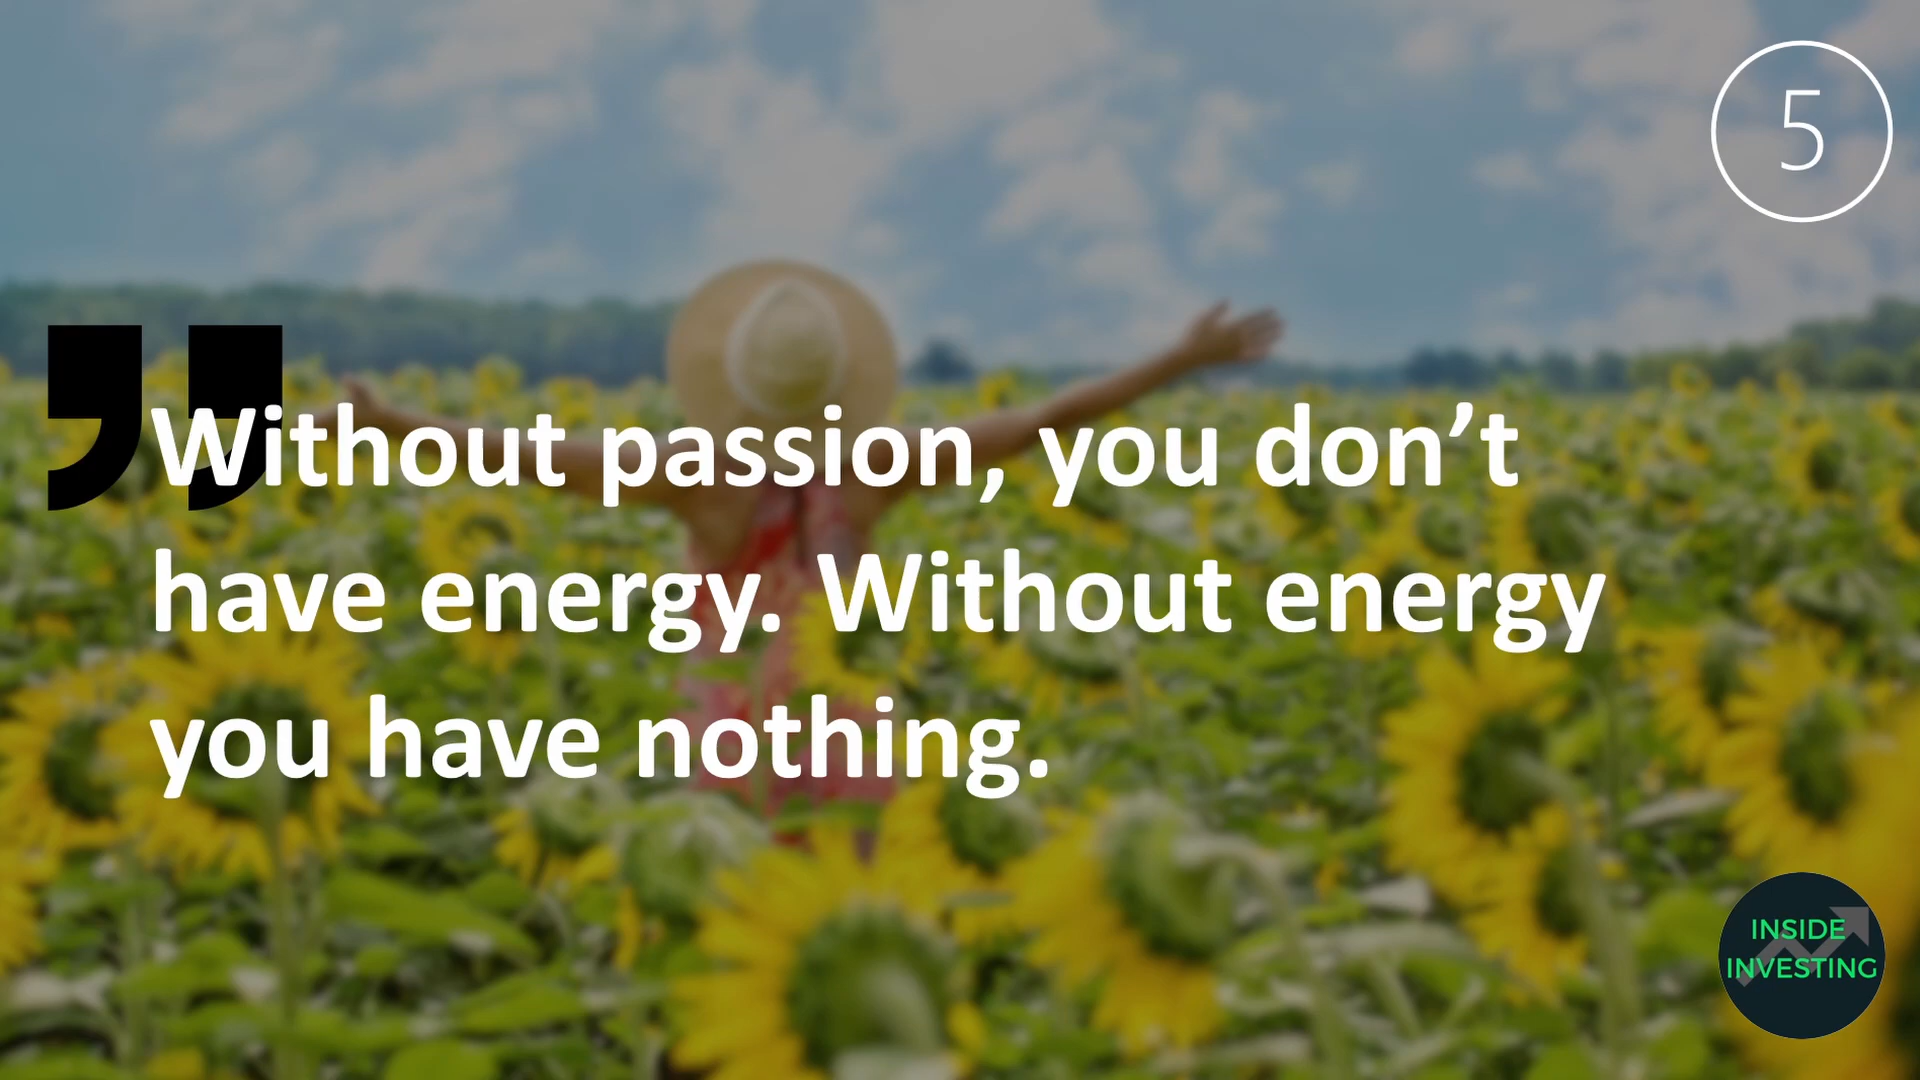 5
”
Without passion, you don’t
have energy. Without energy
you have nothing.
INSIDE
INVESTING